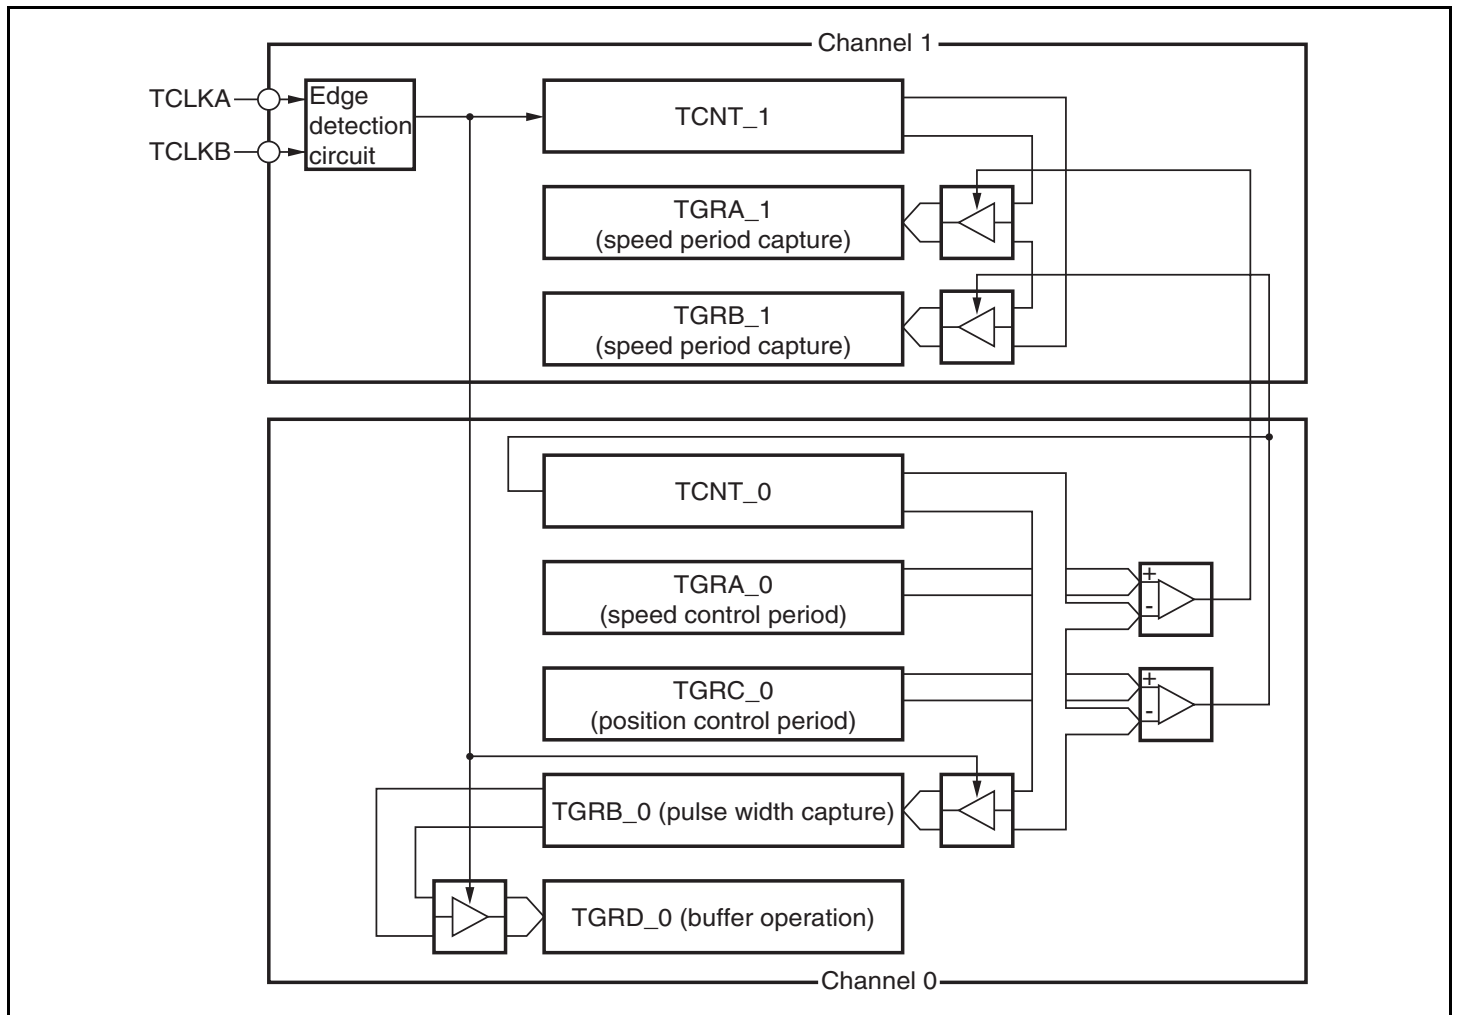 Channel 1
TCLKA
TCLKB
Edge
detection
circuit
TCNT_1
TGRA_1
(speed period capture)
TGRB_1
(speed period capture)
TCNT_0
TGRA_0
(speed control period)
+
-
TGRC_0
(position control period)
+
-
TGRB_0 (pulse width capture)
TGRD_0 (buffer operation)
Channel 0